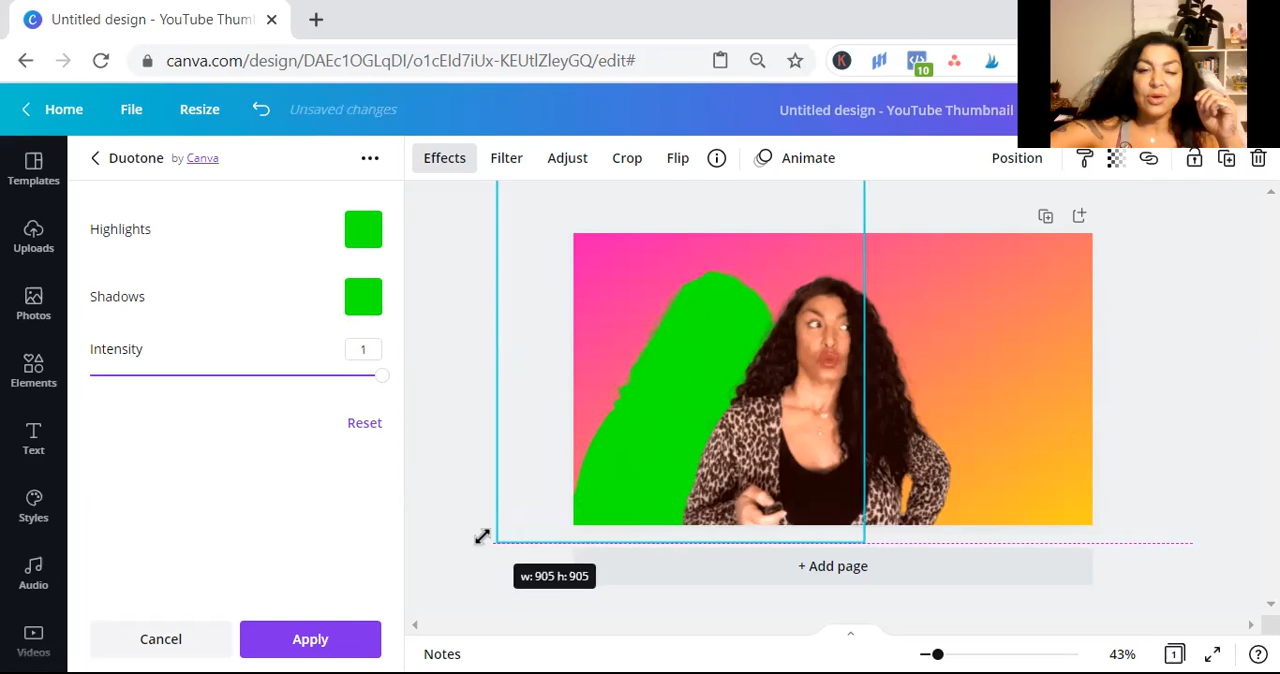 Untitled design - YouTube Thum
canva.com/design/DAEc1OGLqDI/o1cEId7iUx-KEUtlZleyGQ/edit#
10
Home
File
Resize
Unsaved changes
Untitled design - YouTube Thumbnail
Templates
Uploads
Photos
Elements
Text
Styles
Audio
Videos
Duotone by Canva
Highlights
Shadows
Intensity
1
Reset
Cancel
Apply
Effects
Filter
Adjust
Crop
Flip
Animate
Position
w: 905 h: 905
+ Add page
Notes
43%
1